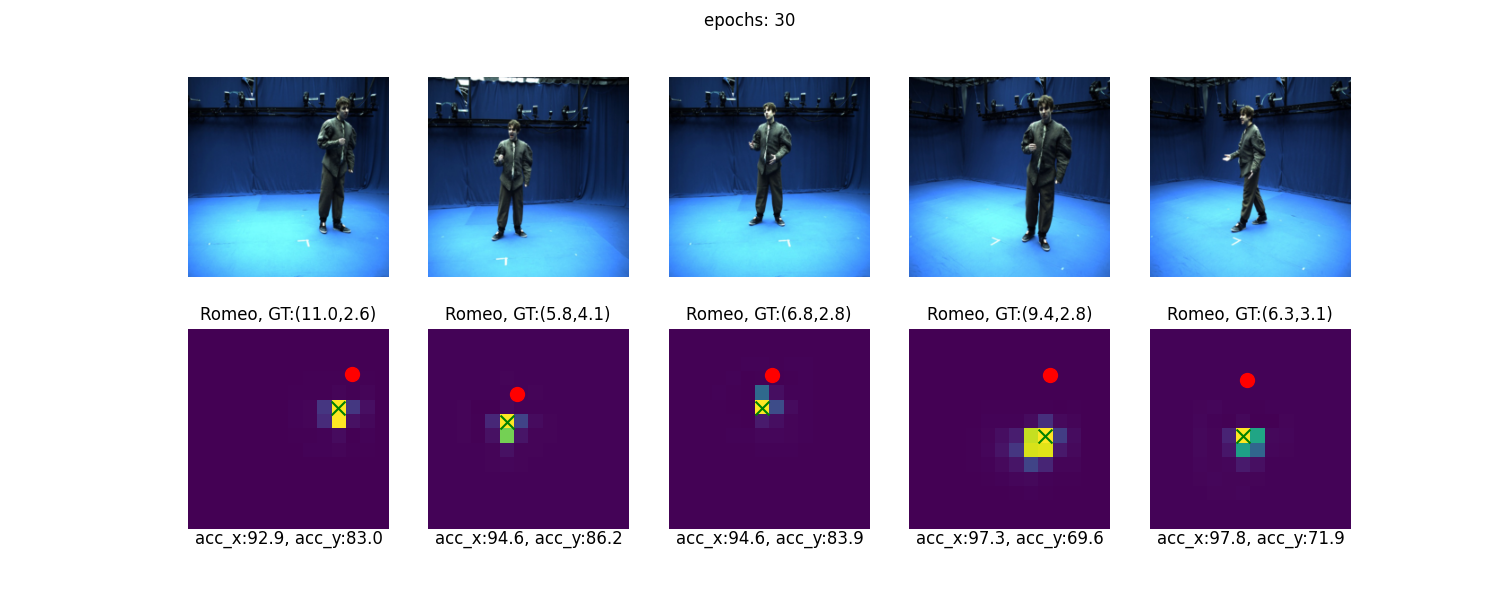 epochs: 30
Romeo, GT:(11.0,2.6)
Romeo, GT:(5.8,4.1)
Romeo, GT:(6.8,2.8)
Romeo, GT:(9.4,2.8)
Romeo, GT:(6.3,3.1)
acc_x:92.9, acc_y:83.0
acc_x:94.6, acc_y:86.2
acc_x:94.6, acc_y:83.9
acc_x:97.3, acc_y:69.6
acc_x:97.8, acc_y:71.9